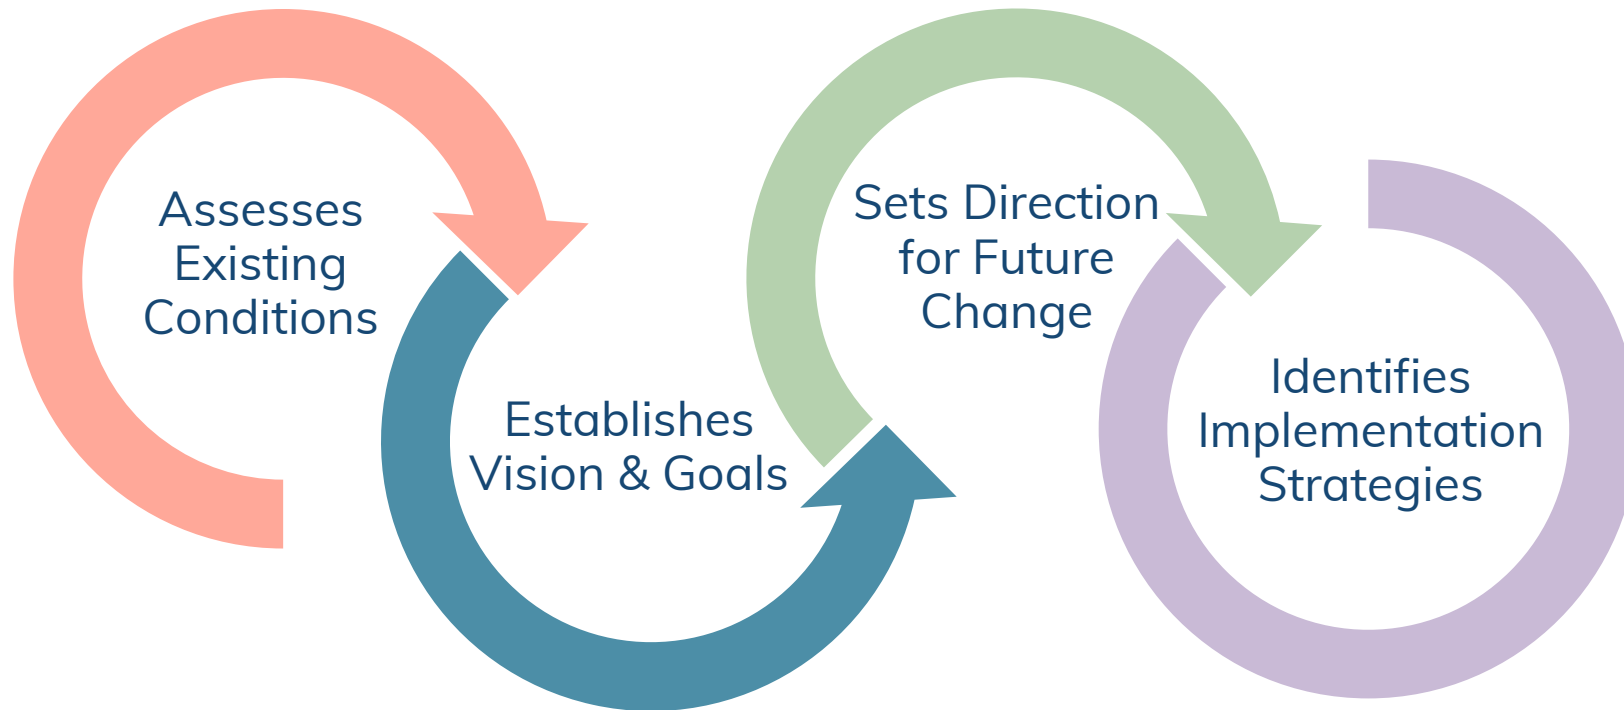 Assesses
Existing
Conditions
Establishes
Vision & Goals
Sets Direction
for Future
Change
Identifies
Implementation
Strategies